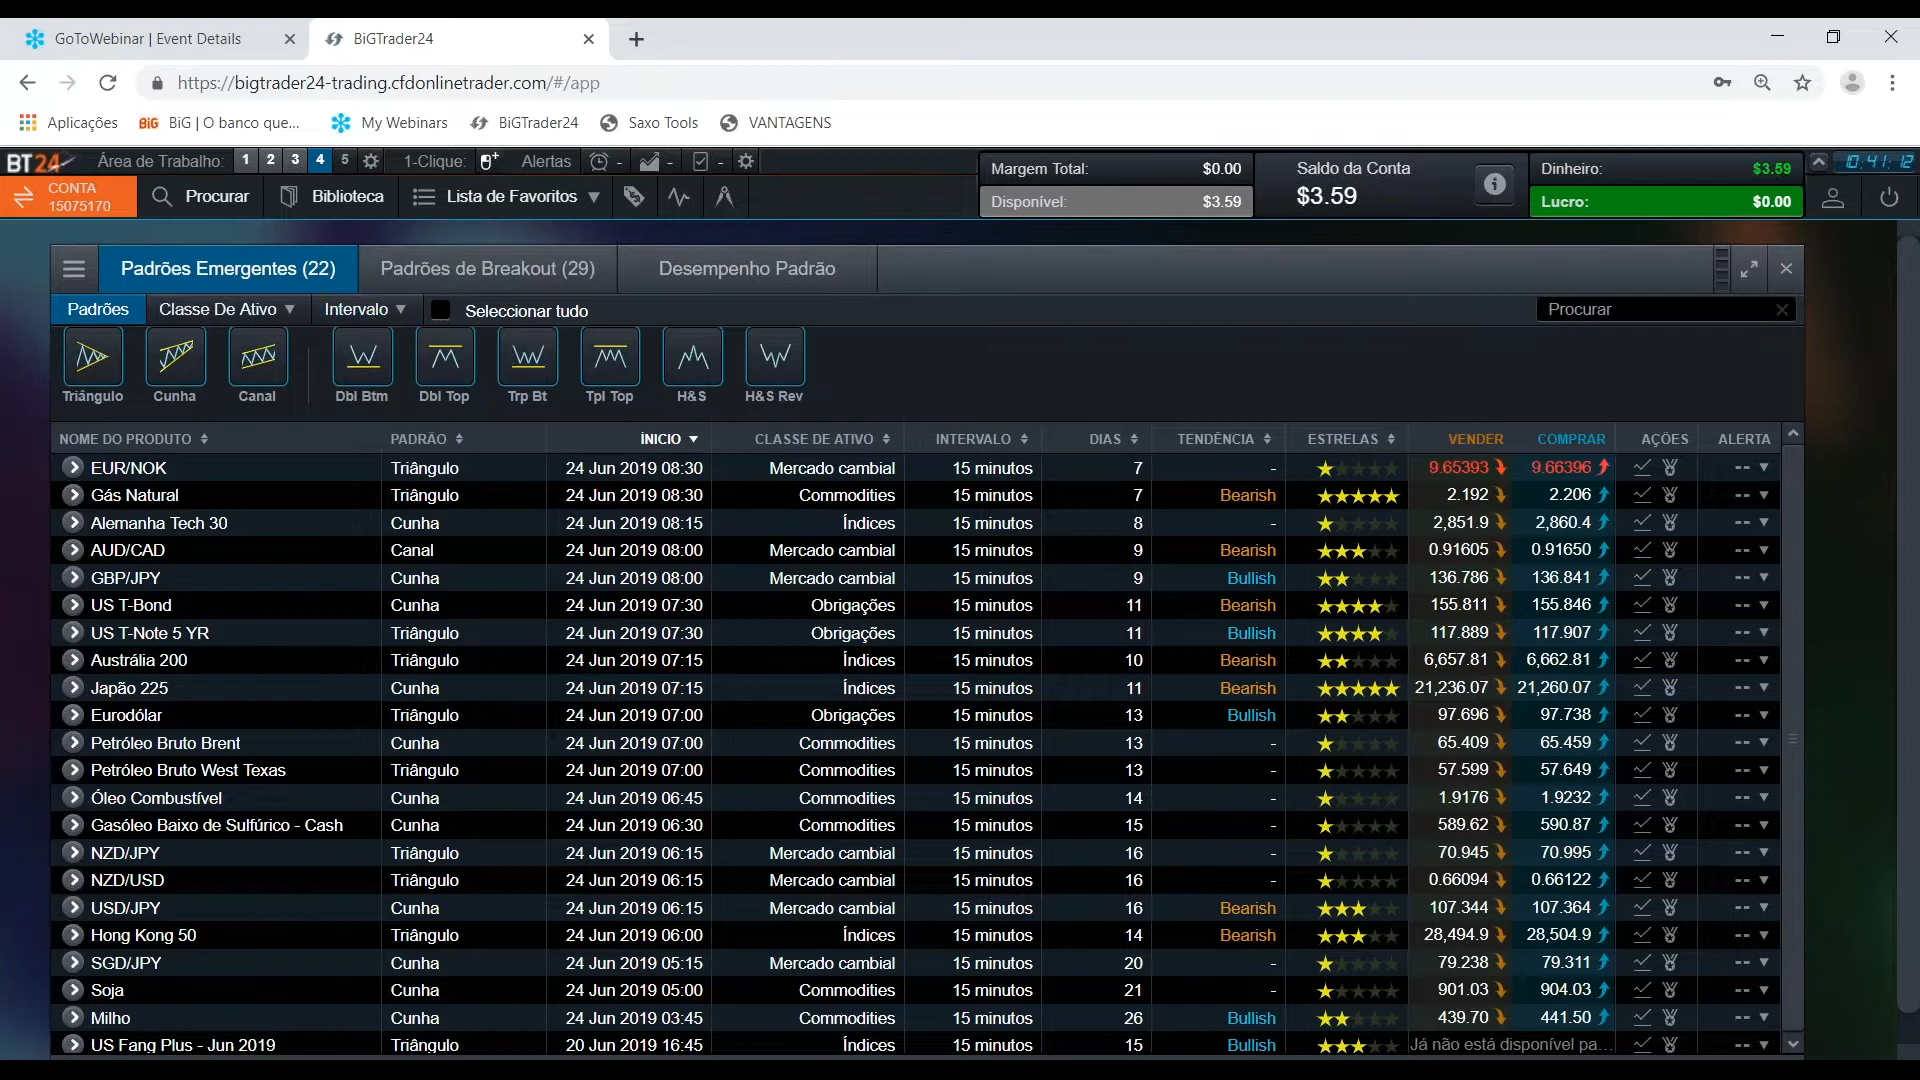 GoToWebinar | Event Details
BiGTrader24
https://bigtrader24-trading.cfdonlinetrader.com/#/app
Aplicações BiG BiG | O banco que... My Webinars BiGTrader24 Saxo Tools VANTAGENS
BT24 Área de Trabalho: 1 2 3 4 5 1-Clique: Alertas - - -
Margem Total: $0.00 Saldo da Conta Dinheiro: $3.59 10:41:12
CONTA
15075170
Procurar Biblioteca Lista de Favoritos
Disponível: $3.59 $3.59 Lucro: $0.00
Padrões Emergentes (22) Padrões de Breakout (29) Desempenho Padrão
Padrões Classe De Ativo Intervalo Seleccionar tudo Procurar
Triângulo Cunha Canal Dbl Btm Dbl Top Trp Bt Tpl Top H&S H&S Rev
NOME DO PRODUTO PADRÃO ÍNICIO CLASSE DE ATIVO INTERVALO DIAS TENDÊNCIA ESTRELAS VENDER COMPRAR AÇÕES ALERTA
EUR/NOK Triângulo 24 Jun 2019 08:30 Mercado cambial 15 minutos 7 - 9.65393 9.66396 --
Gás Natural Triângulo 24 Jun 2019 08:30 Commodities 15 minutos 7 Bearish 2.192 2.206 --
Alemanha Tech 30 Cunha 24 Jun 2019 08:15 Índices 15 minutos 8 - 2,851.9 2,860.4 --
AUD/CAD Canal 24 Jun 2019 08:00 Mercado cambial 15 minutos 9 Bearish 0.91605 0.91650 --
GBP/JPY Cunha 24 Jun 2019 08:00 Mercado cambial 15 minutos 9 Bullish 136.786 136.841 --
US T-Bond Cunha 24 Jun 2019 07:30 Obrigações 15 minutos 11 Bearish 155.811 155.846 --
US T-Note 5 YR Triângulo 24 Jun 2019 07:30 Obrigações 15 minutos 11 Bullish 117.889 117.907 --
Austrália 200 Triângulo 24 Jun 2019 07:15 Índices 15 minutos 10 Bearish 6,657.81 6,662.81 --
Japão 225 Cunha 24 Jun 2019 07:15 Índices 15 minutos 11 Bearish 21,236.07 21,260.07 --
Eurodólar Triângulo 24 Jun 2019 07:00 Obrigações 15 minutos 13 Bullish 97.696 97.738 --
Petróleo Bruto Brent Cunha 24 Jun 2019 07:00 Commodities 15 minutos 13 - 65.409 65.459 --
Petróleo Bruto West Texas Triângulo 24 Jun 2019 07:00 Commodities 15 minutos 13 - 57.599 57.649 --
Óleo Combustível Cunha 24 Jun 2019 06:45 Commodities 15 minutos 14 - 1.9176 1.9232 --
Gasóleo Baixo de Sulfúrico - Cash Cunha 24 Jun 2019 06:30 Commodities 15 minutos 15 - 589.62 590.87 --
NZD/JPY Triângulo 24 Jun 2019 06:15 Mercado cambial 15 minutos 16 - 70.945 70.995 --
NZD/USD Triângulo 24 Jun 2019 06:15 Mercado cambial 15 minutos 16 - 0.66094 0.66122 --
USD/JPY Cunha 24 Jun 2019 06:15 Mercado cambial 15 minutos 16 Bearish 107.344 107.364 --
Hong Kong 50 Triângulo 24 Jun 2019 06:00 Índices 15 minutos 14 Bearish 28,494.9 28,504.9 --
SGD/JPY Cunha 24 Jun 2019 05:15 Mercado cambial 15 minutos 20 - 79.238 79.311 --
Soja Cunha 24 Jun 2019 05:00 Commodities 15 minutos 21 - 901.03 904.03 --
Milho Cunha 24 Jun 2019 03:45 Commodities 15 minutos 26 Bullish 439.70 441.50 --
US Fang Plus - Jun 2019 Triângulo 20 Jun 2019 16:45 Índices 15 minutos 15 Bullish Já não está disponível pa... --